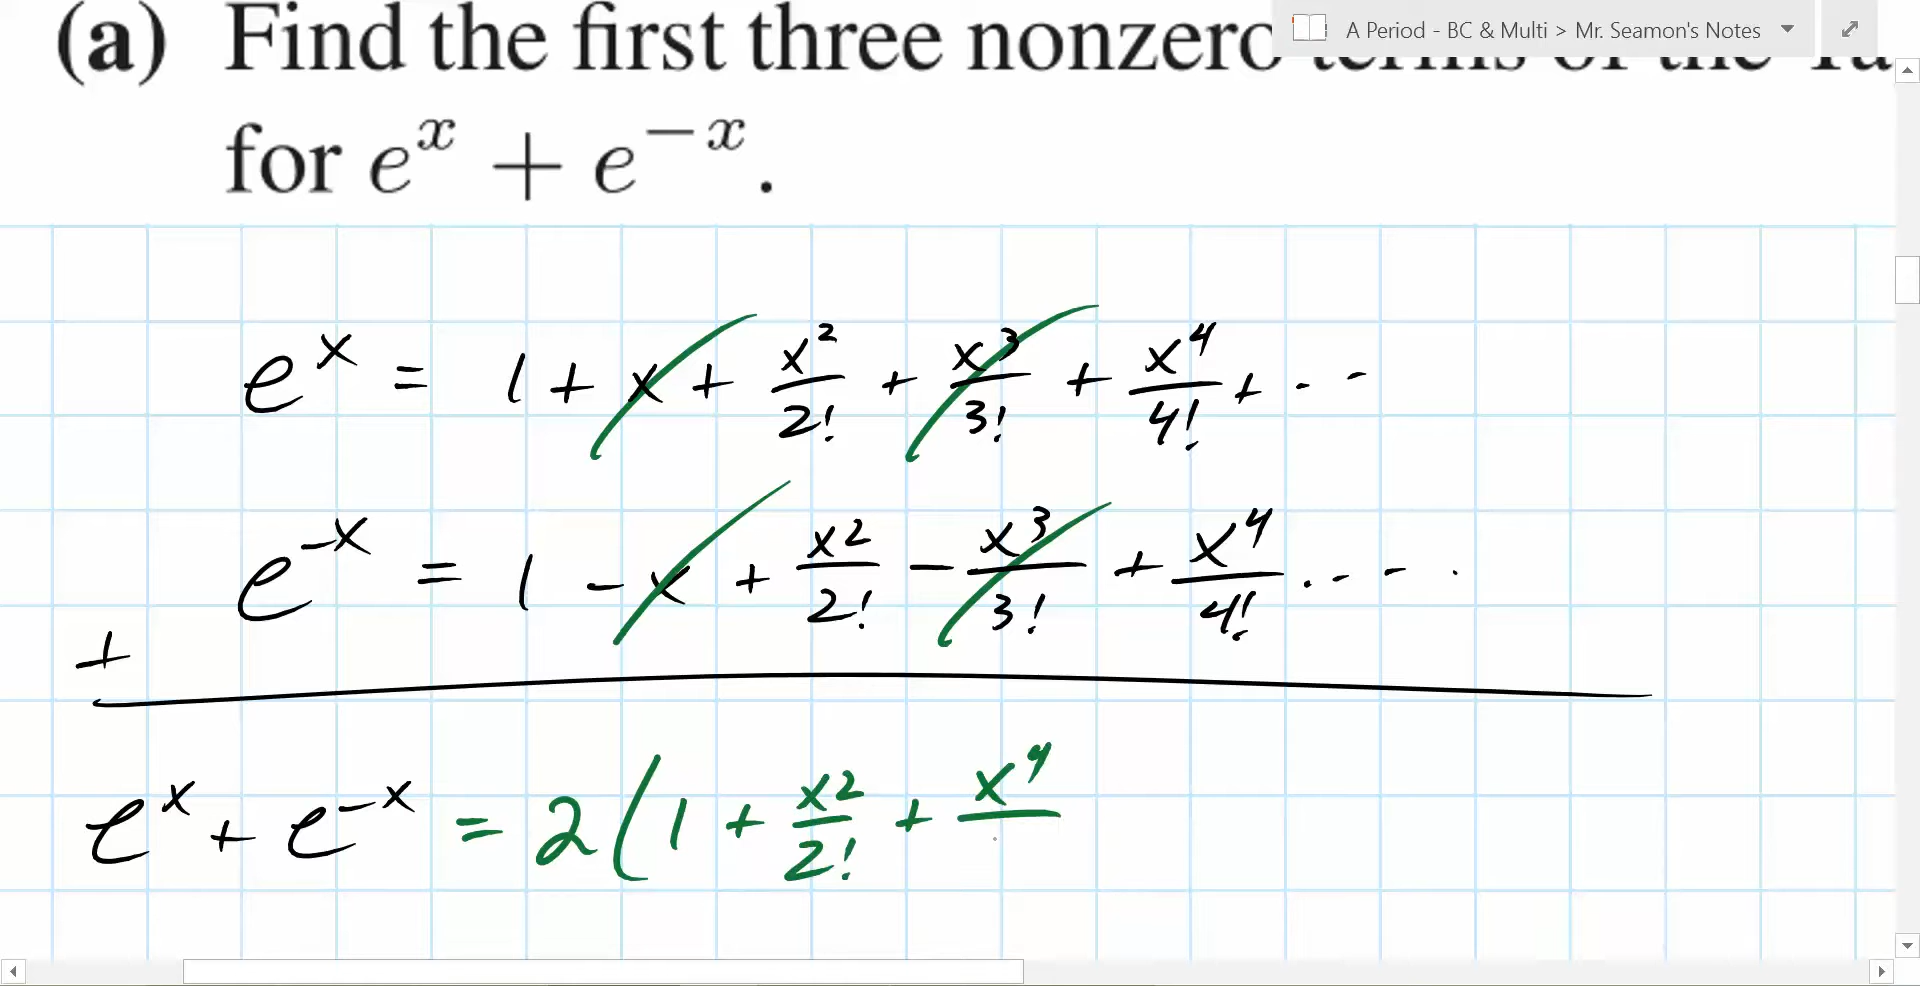 (a) Find the first three nonzero
A Period - BC & Multi > Mr. Seamon's Notes
for e^x + e^{-x}.
e^x = 1 + x + x^2/2! + x^3/3! + x^4/4! + ...
e^{-x} = 1 - x + x^2/2! - x^3/3! + x^4/4! ....
+
e^x + e^{-x} = 2(1 + x^2/2! + x^4/